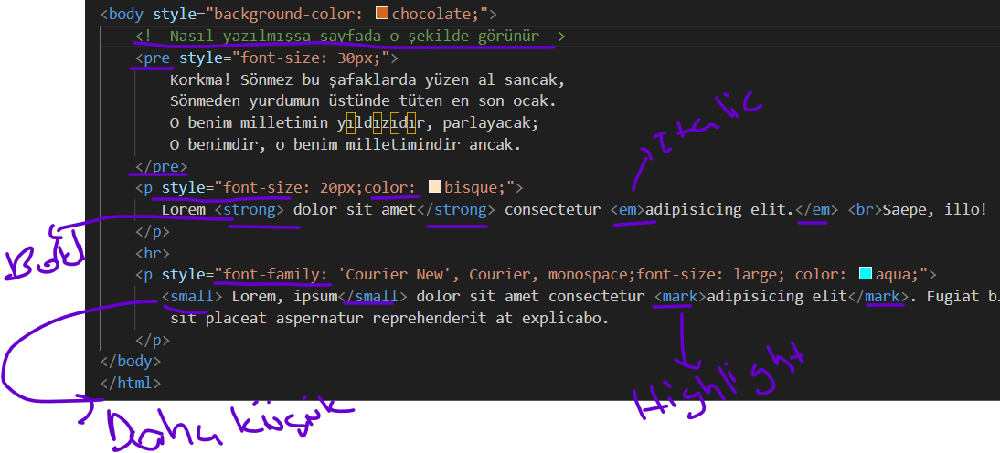 <body style="background-color: chocolate;">
<!--Nasıl yazılmışsa sayfada o şekilde görünür-->
<pre style="font-size: 30px;">
Korkma! Sönmez bu şafaklarda yüzen al sancak,
Sönmeden yurdumun üstünde tüten en son ocak.
O benim milletimin yıldızıdır, parlayacak;
O benimdir, o benim milletimindir ancak.
</pre>
<p style="font-size: 20px;color: bisque;">
Lorem <strong> dolor sit amet</strong> consectetur <em>adipisicing elit.</em> <br>Saepe, illo!
</p>
<hr>
<p style="font-family: 'Courier New', Courier, monospace;font-size: large; color: aqua;">
<small> Lorem, ipsum</small> dolor sit amet consectetur <mark>adipisicing elit</mark>. Fugiat bl
sit placeat aspernatur reprehenderit at explicabo.
</p>
</body>
</html>
İtalic
Bold
Highlight
Daha küçük